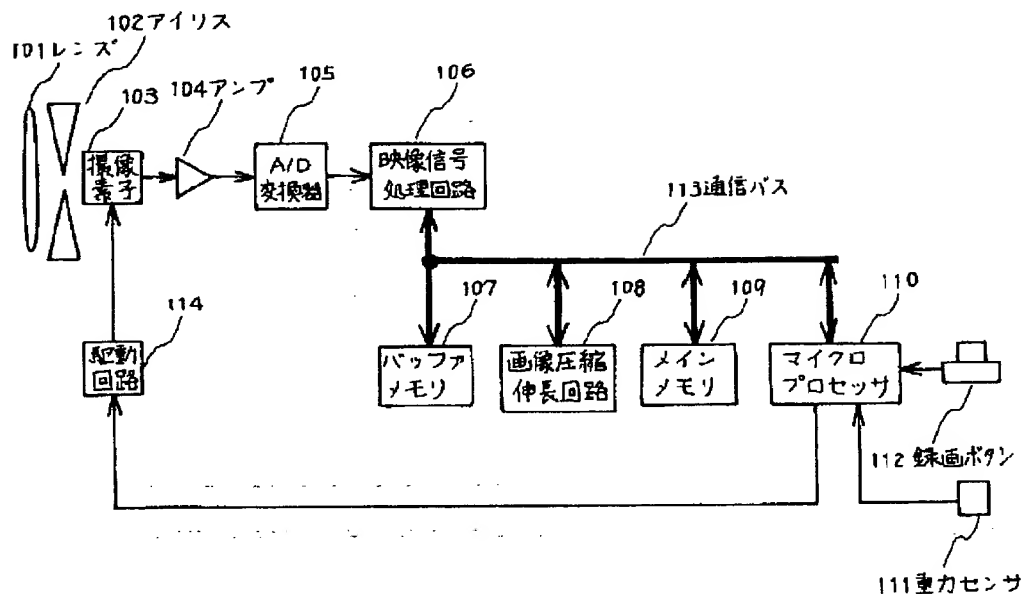 102アイリス
101レンズ
103
104アンプ
105
106
撮像
素子
A/D
変換器
映像信号
処理回路
113通信バス
114
107
108
109
110
駆動
回路
バッファ
メモリ
画像圧縮
伸長回路
メイン
メモリ
マイクロ
プロセッサ
112 録画ボタン
111重力センサ